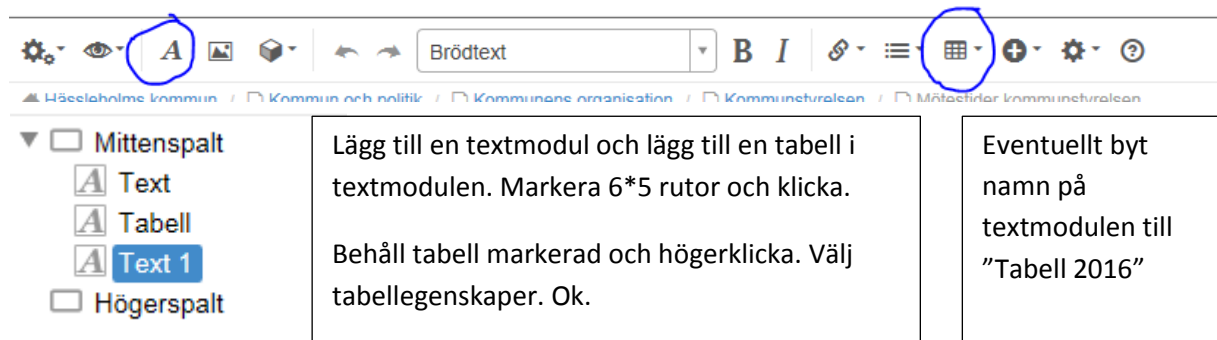 A
Brödtext
B I
Hässleholms kommun / Kommun och politik / Kommunens organisation / Kommunstyrelsen / Mötestider kommunstyrelsen
Mittenspalt
A Text
A Tabell
A Text 1
Högerspalt
Lägg till en textmodul och lägg till en tabell i
textmodulen. Markera 6*5 rutor och klicka.
Behåll tabell markerad och högerklicka. Välj
tabellegenskaper. Ok.
Eventuellt byt
namn på
textmodulen till
”Tabell 2016”